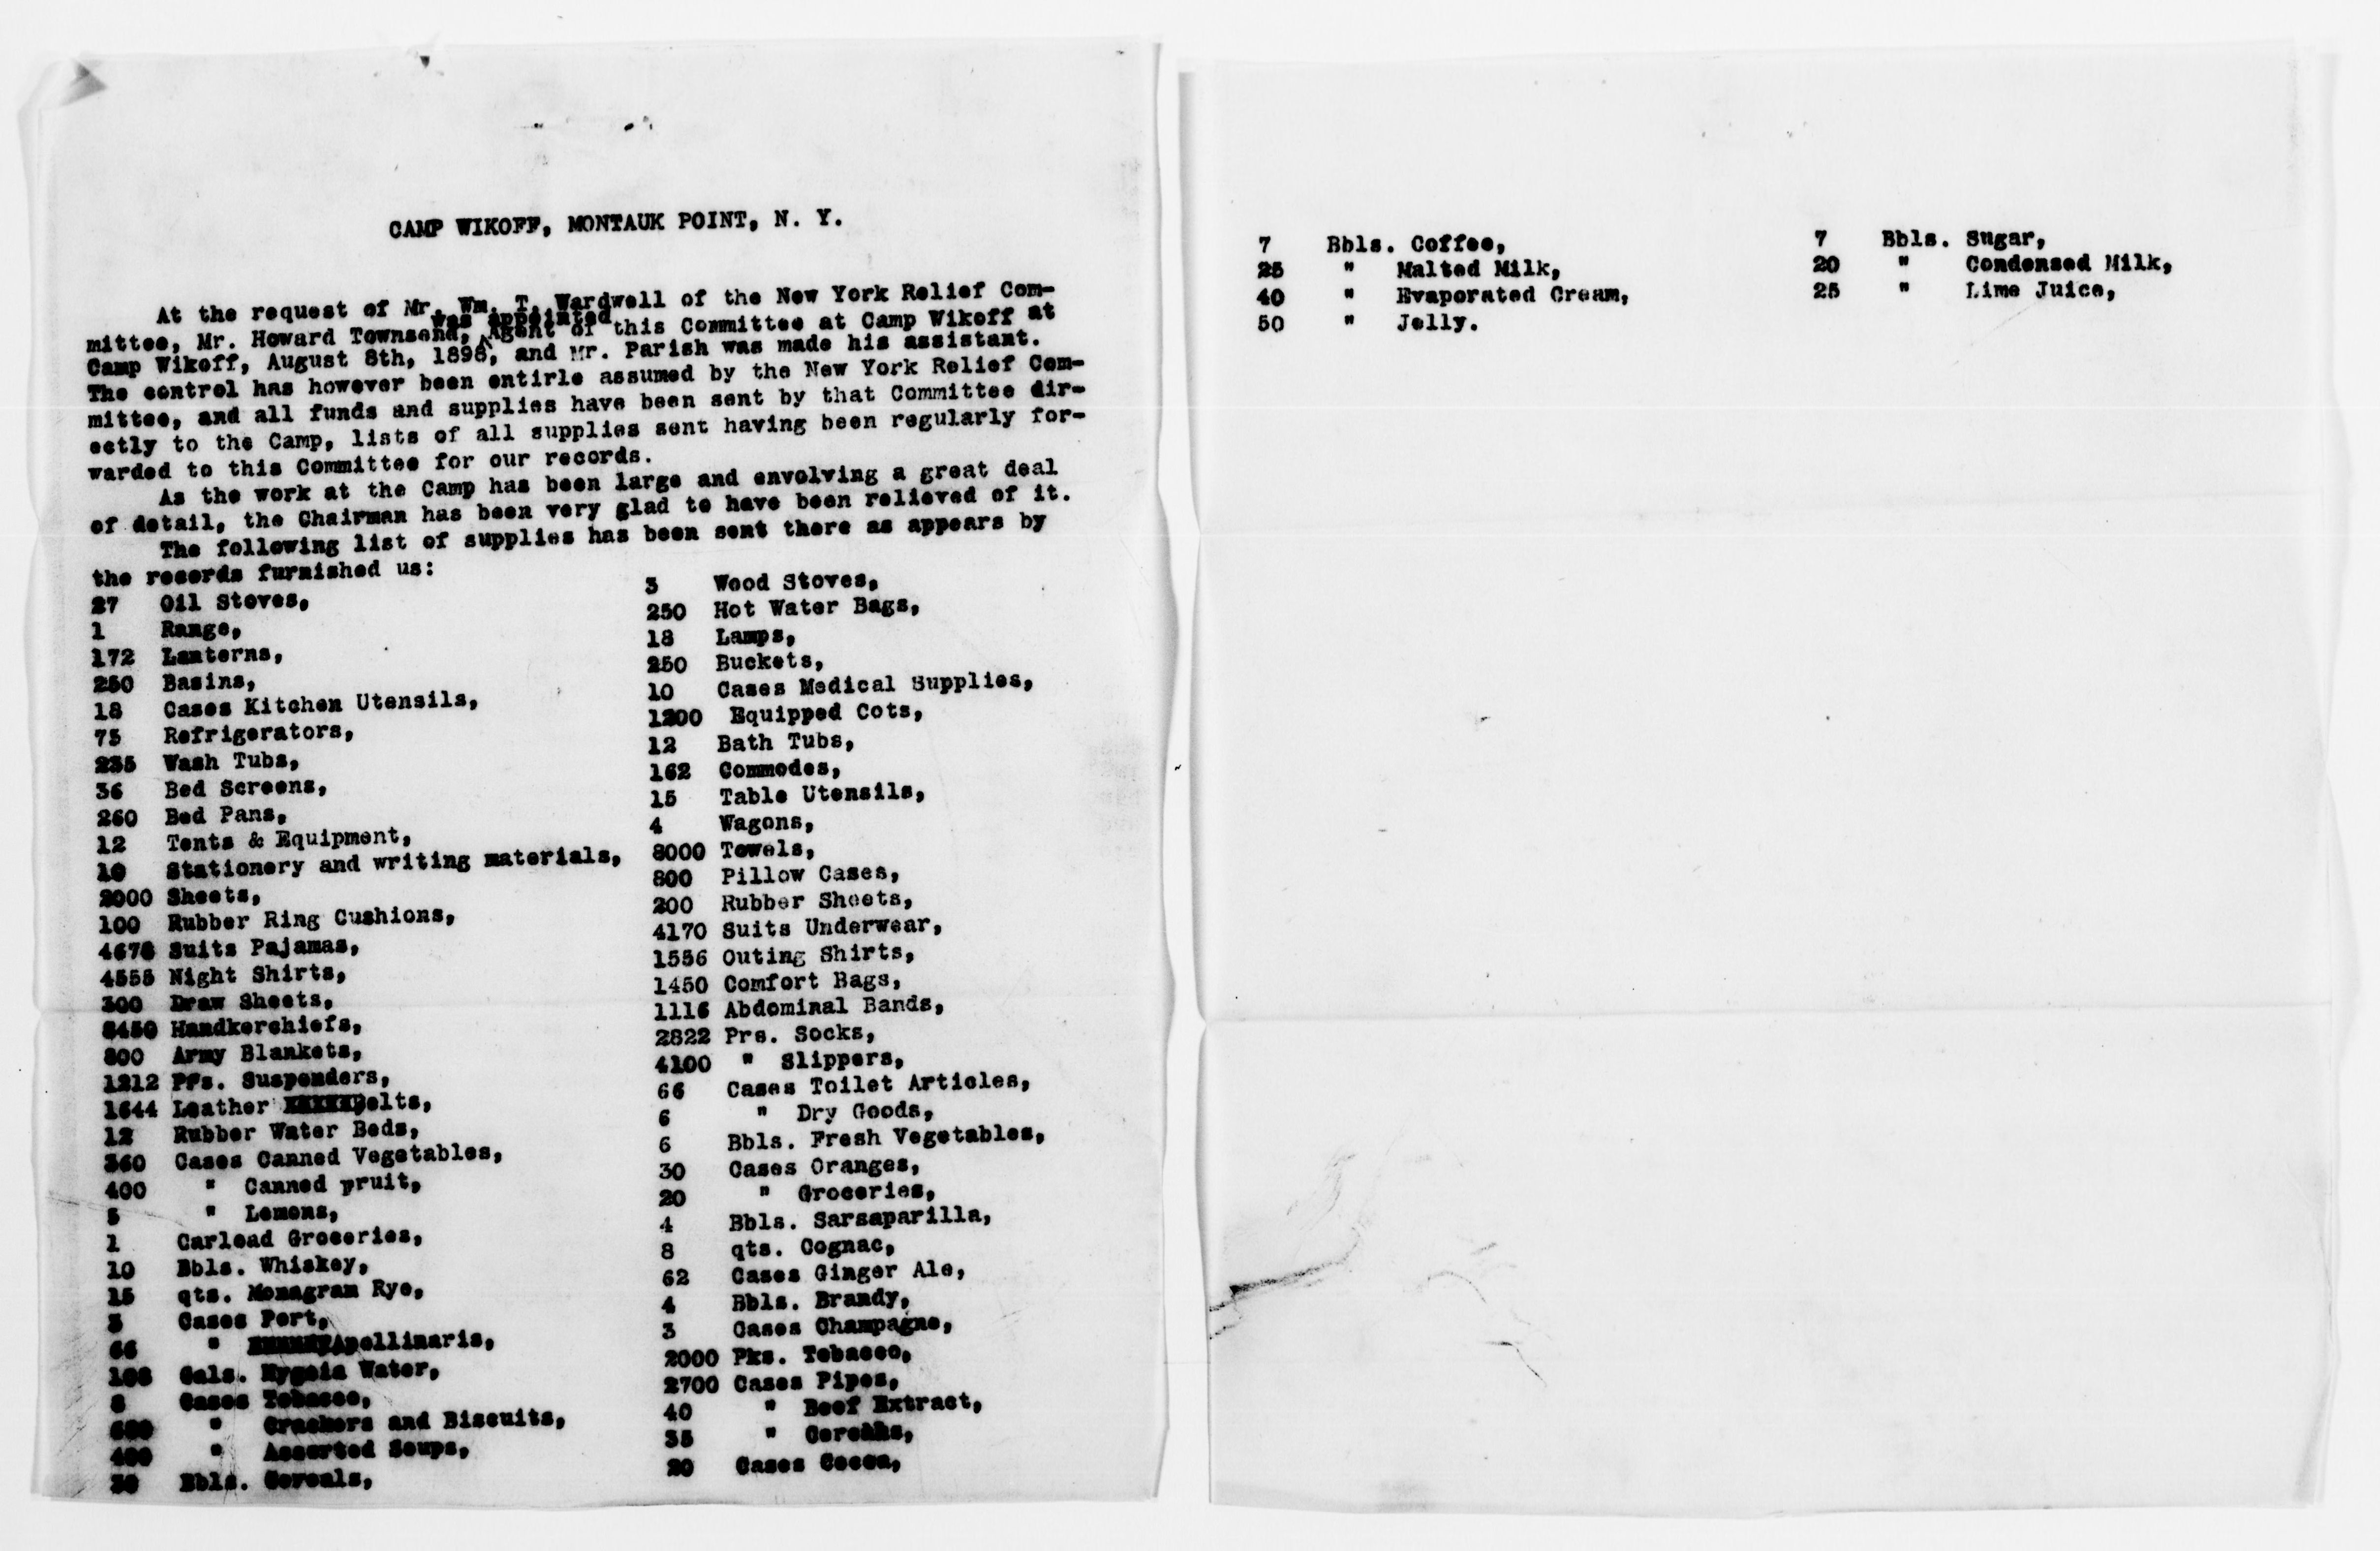 CAMP WIKOFF, MONTAUK POINT, N. Y.
At the request of Mr. Wm. T. Wardwell of the New York Relief Com-
was appointed
mittee, Mr. Howard Townsend, Agent of this Committee at Camp Wikoff at
Camp Wikoff, August 8th, 1898, and Mr. Parish was made his assistant.
The control has however been entirle assumed by the New York Relief Com-
mittee, and all funds and supplies have been sent by that Committee dir-
ectly to the Camp, lists of all supplies sent having been regularly for-
warded to this Committee for our records.
As the work at the Camp has been large and envolving a great deal
of detail, the Chairman has been very glad to have been relieved of it.
The following list of supplies has been sent there as appears by
the records furnished us:
27 Oil Stoves,
1 Range,
172 Lanterns,
250 Basins,
18 Cases Kitchen Utensils,
75 Refrigerators,
235 Wash Tubs,
36 Bed Screens,
260 Bed Pans,
12 Tents & Equipment,
10 Stationery and writing materials,
2000 Sheets,
100 Rubber Ring Cushions,
4678 Suits Pajamas,
4555 Night Shirts,
300 Draw Sheets,
8450 Handkerchiefs,
800 Army Blankets,
1212 Prs. Suspenders,
1644 Leather Belts,
12 Rubber Water Beds,
360 Cases Canned Vegetables,
400 " Canned Fruit,
5 " Lemons,
1 Carload Groceries,
10 Bbls. Whiskey,
15 qts. Monagram Rye,
3 Cases Port,
66 " Apollinaris,
108 Gals. Hygeia Water,
8 Cases Tobacco,
600 " Crackers and Biscuits,
400 " Assorted Soups,
30 Bbls. Cereals,
3 Wood Stoves,
250 Hot Water Bags,
18 Lamps,
250 Buckets,
10 Cases Medical Supplies,
1200 Equipped Cots,
12 Bath Tubs,
162 Commodes,
15 Table Utensils,
4 Wagons,
8000 Towels,
800 Pillow Cases,
200 Rubber Sheets,
4170 Suits Underwear,
1556 Outing Shirts,
1450 Comfort Bags,
1116 Abdominal Bands,
2822 Prs. Socks,
4100 " Slippers,
66 Cases Toilet Articles,
6 " Dry Goods,
6 Bbls. Fresh Vegetables,
30 Cases Oranges,
20 " Groceries,
4 Bbls. Sarsaparilla,
8 qts. Cognac,
62 Cases Ginger Ale,
4 Bbls. Brandy,
3 Cases Champagne,
2000 Pks. Tobacco,
2700 Cases Pipes,
40 " Beef Extract,
35 "
20 Cases Cocoa,
7 Bbls. Coffee,
25 " Malted Milk,
40 " Evaporated Cream,
50 " Jelly.
7 Bbls. Sugar,
20 " Condensed Milk,
25 " Lime Juice,